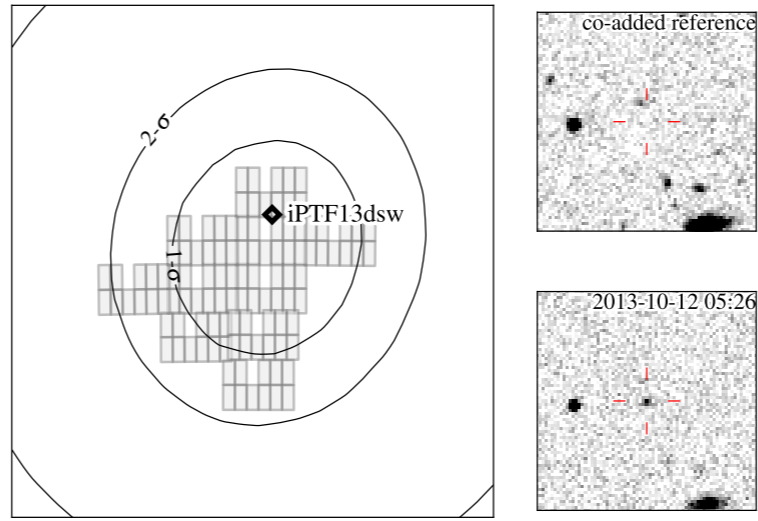 2-σ
1-σ
iPTF13dsw
co-added reference
2013-10-12 05:26